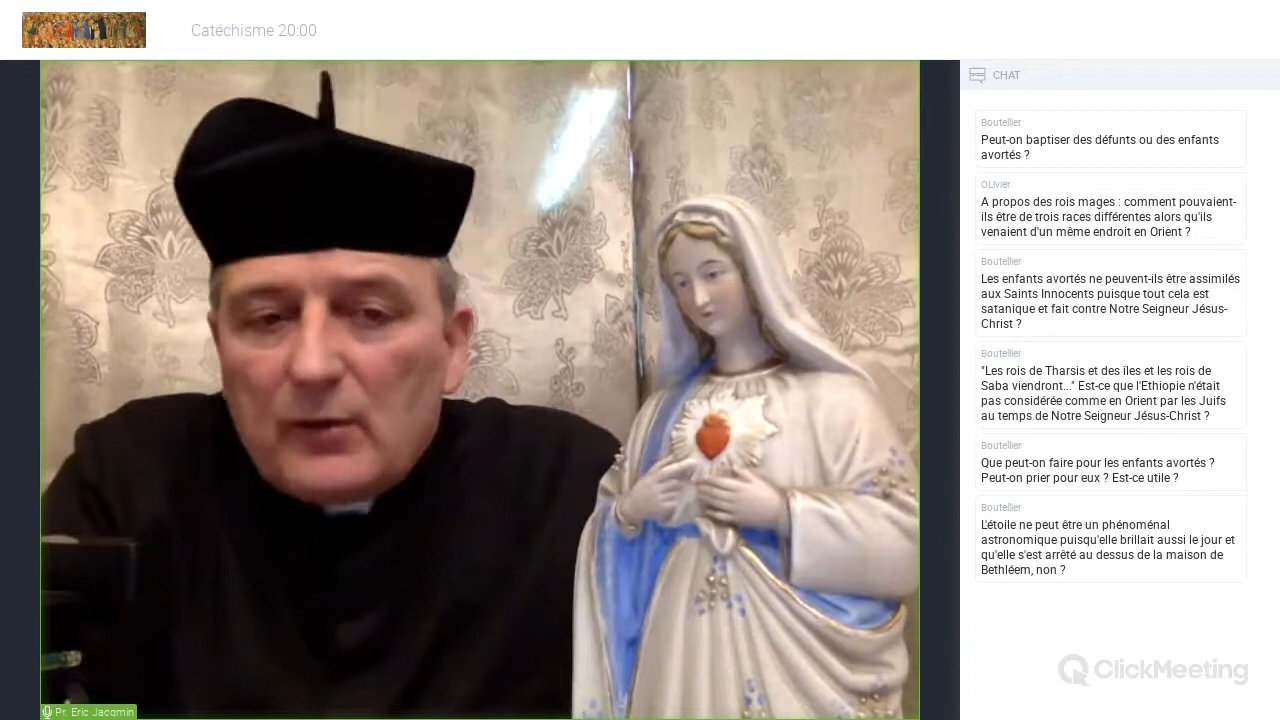 Catéchisme 20:00
CHAT
Boutellier
Peut-on baptiser des défunts ou des enfants
avortés ?
OLivier
A propos des rois mages : comment pouvaient-
ils être de trois races différentes alors qu'ils
venaient d'un même endroit en Orient ?
Boutellier
Les enfants avortés ne peuvent-ils être assimilés
aux Saints Innocents puisque tout cela est
satanique et fait contre Notre Seigneur Jésus-
Christ ?
Boutellier
"Les rois de Tharsis et des îles et les rois de
Saba viendront..." Est-ce que l'Ethiopie n'était
pas considérée comme en Orient par les Juifs
au temps de Notre Seigneur Jésus-Christ ?
Boutellier
Que peut-on faire pour les enfants avortés ?
Peut-on prier pour eux ? Est-ce utile ?
Boutellier
L'étoile ne peut être un phénoménal
astronomique puisqu'elle brillait aussi le jour et
qu'elle s'est arrêté au dessus de la maison de
Bethléem, non ?
ClickMeeting
Pr. Eric Jacqmin